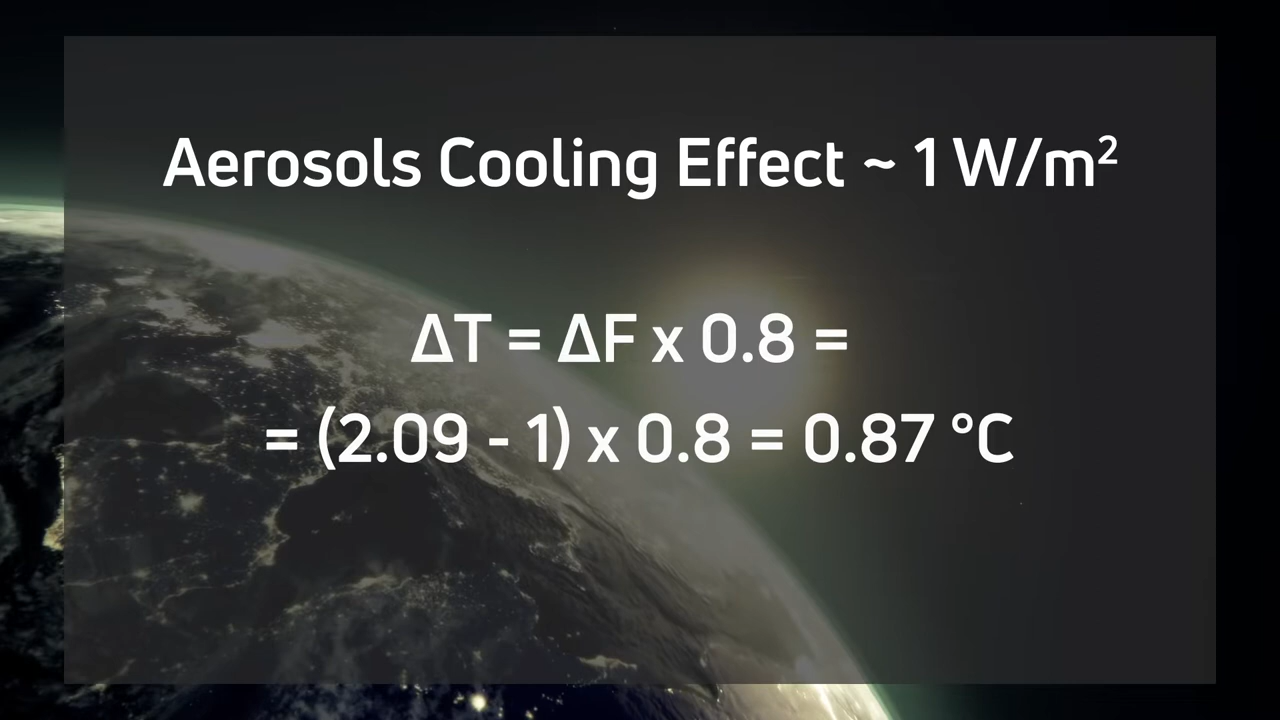 Aerosols Cooling Effect ~ 1 W/m²
ΔT = ΔF x 0.8 =
= (2.09 - 1) x 0.8 = 0.87 °C